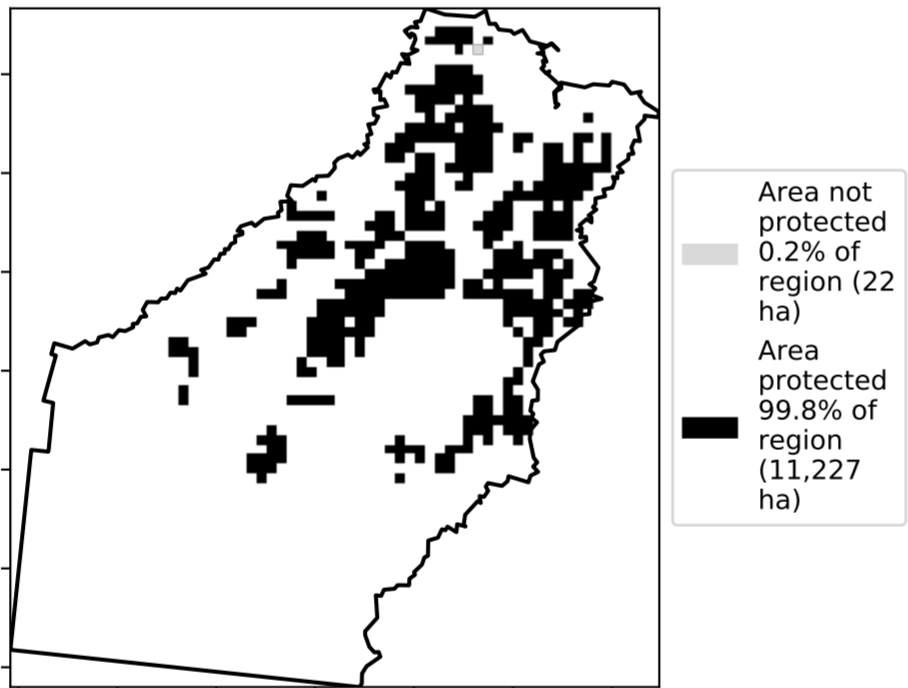 Area not
protected
0.2% of
region (22
ha)
Area
protected
99.8% of
region
(11,227
ha)